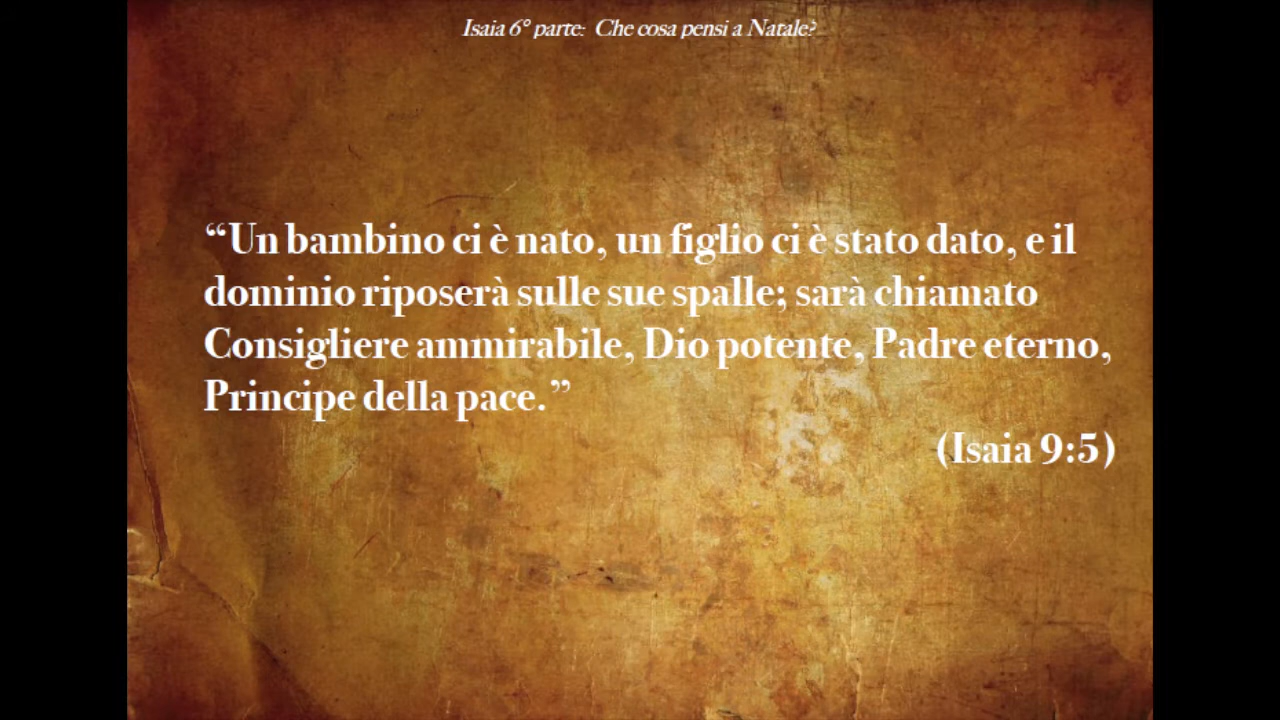 Isaia 6° parte: Che cosa pensi a Natale?
“Un bambino ci è nato, un figlio ci è stato dato, e il
dominio riposerà sulle sue spalle; sarà chiamato
Consigliere ammirabile, Dio potente, Padre eterno,
Principe della pace.”
(Isaia 9:5)